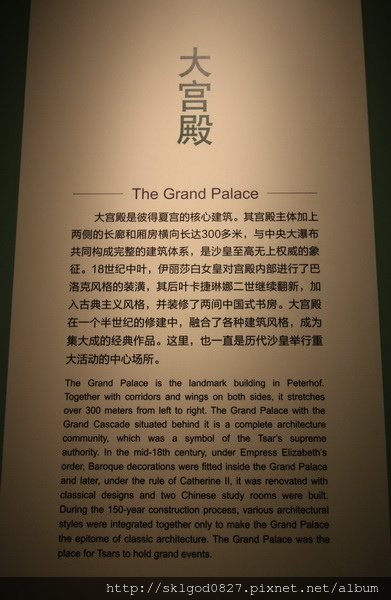 大宫殿
The Grand Palace
大宫殿是彼得夏宫的核心建筑。其宫殿主体加上
两侧的长廊和厢房横向长达300多米，与中央大瀑布
共同构成完整的建筑体系，是沙皇至高无上权威的象
征。18世纪中叶，伊丽莎白女皇对宫殿内部进行了巴
洛克风格的装潢，其后叶卡捷琳娜二世继续翻新，加
入古典主义风格，并装修了两间中国式书房。大宫殿
在一个半世纪的修建中，融合了各种建筑风格，成为
集大成的经典作品。这里，也一直是历代沙皇举行重
大活动的中心场所。
The Grand Palace is the landmark building in Peterhof.
Together with corridors and wings on both sides, it stretches
over 300 meters from left to right. The Grand Palace with the
Grand Cascade situated behind it is a complete architecture
community, which was a symbol of the Tsar's supreme
authority. In the mid-18th century, under Empress Elizabeth's
order, Baroque decorations were fitted inside the Grand Palace
and later, under the rule of Catherine II, it was renovated with
classical designs and two Chinese study rooms were built.
During the 150-year construction process, various architectural
styles were integrated together only to make the Grand Palace
the epitome of classic architecture. The Grand Palace was the
place for Tsars to hold grand events.
http://sklgod0827.pixnet.net/album